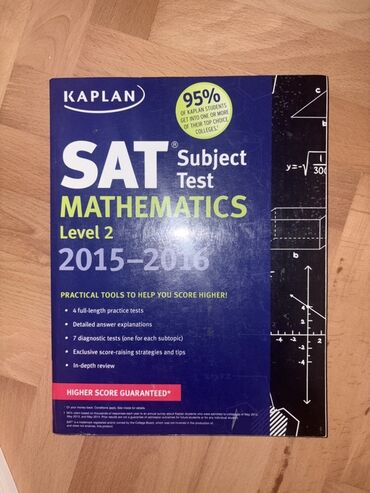 KAPLAN
95%
OF KAPLAN STUDENTS
GET INTO ONE OR MORE
OF THEIR TOP CHOICE
COLLEGES.†
SAT® Subject
Test
MATHEMATICS
Level 2
2015–2016
PRACTICAL TOOLS TO HELP YOU SCORE HIGHER!
• 4 full-length practice tests
• Detailed answer explanations
• 7 diagnostic tests (one for each subtopic)
• Exclusive score-raising strategies and tips
• In-depth review
HIGHER SCORE GUARANTEED*
c
b